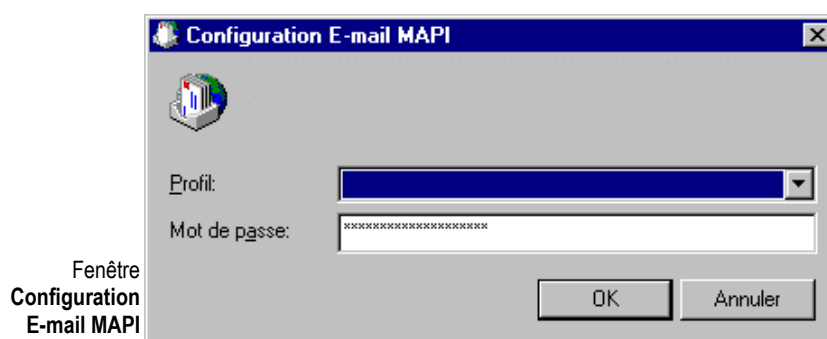 Configuration E-mail MAPI
Profil:
Mot de passe:
********************
OK
Annuler
Fenêtre
Configuration
E-mail MAPI